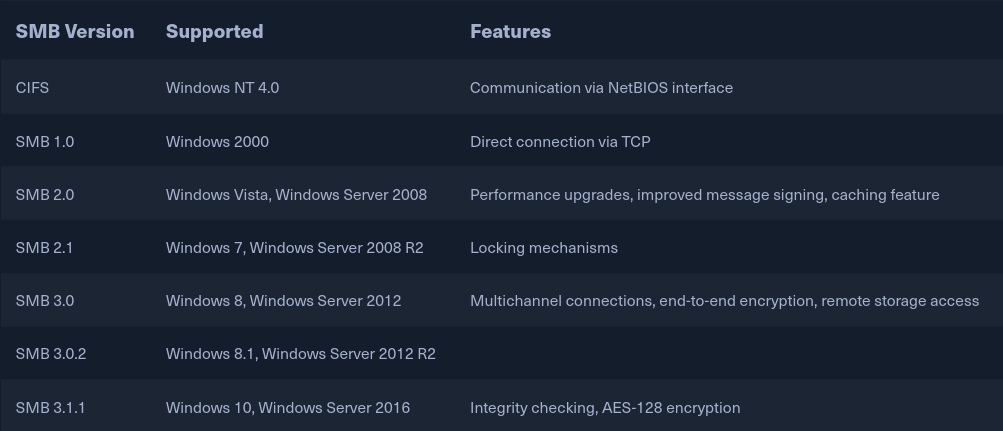 SMB Version Supported Features
CIFS Windows NT 4.0 Communication via NetBIOS interface
SMB 1.0 Windows 2000 Direct connection via TCP
SMB 2.0 Windows Vista, Windows Server 2008 Performance upgrades, improved message signing, caching feature
SMB 2.1 Windows 7, Windows Server 2008 R2 Locking mechanisms
SMB 3.0 Windows 8, Windows Server 2012 Multichannel connections, end-to-end encryption, remote storage access
SMB 3.0.2 Windows 8.1, Windows Server 2012 R2
SMB 3.1.1 Windows 10, Windows Server 2016 Integrity checking, AES-128 encryption